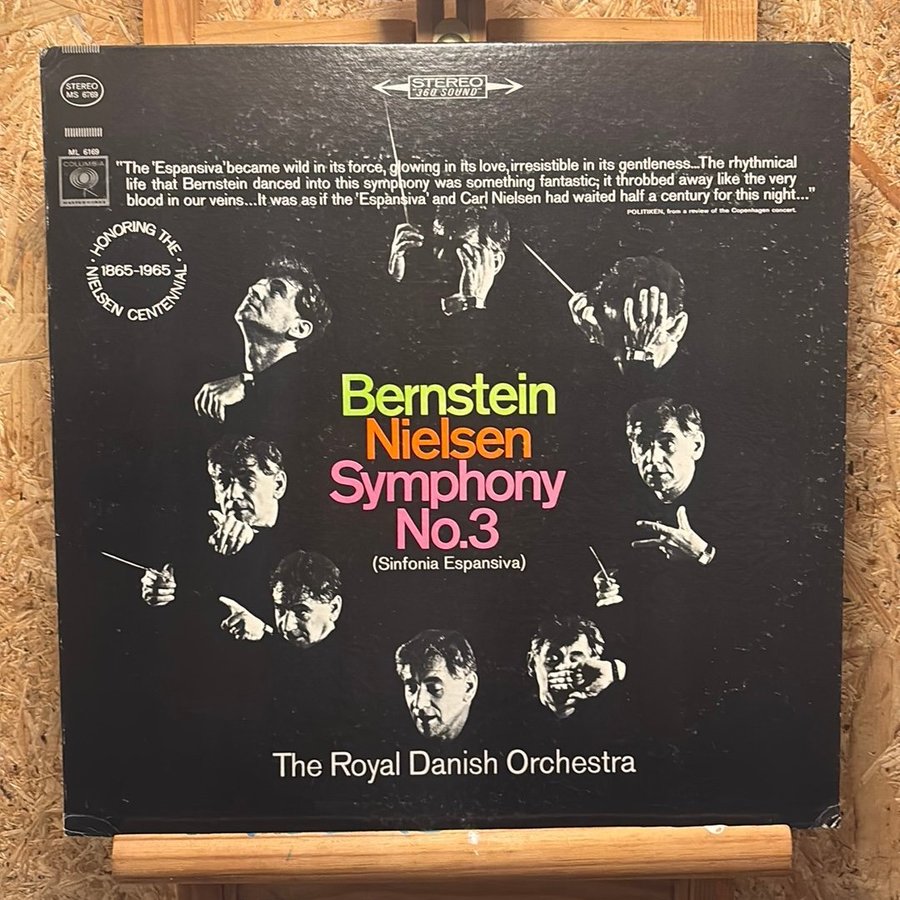 STEREO
MS 6769
STEREO
"360 SOUND"
ML 6169
COLUMBIA
MASTERWORKS
"The 'Espansiva' became wild in its force, glowing in its love, irresistible in its gentleness...The rhythmical
life that Bernstein danced into this symphony was something fantastic; it throbbed away like the very
blood in our veins...It was as if the 'Espansiva' and Carl Nielsen had waited half a century for this night..."
POLITIKEN, from a review of the Copenhagen concert.
• HONORING THE •
1865-1965
NIELSEN CENTENNIAL
Bernstein
Nielsen
Symphony
No.3
(Sinfonia Espansiva)
The Royal Danish Orchestra